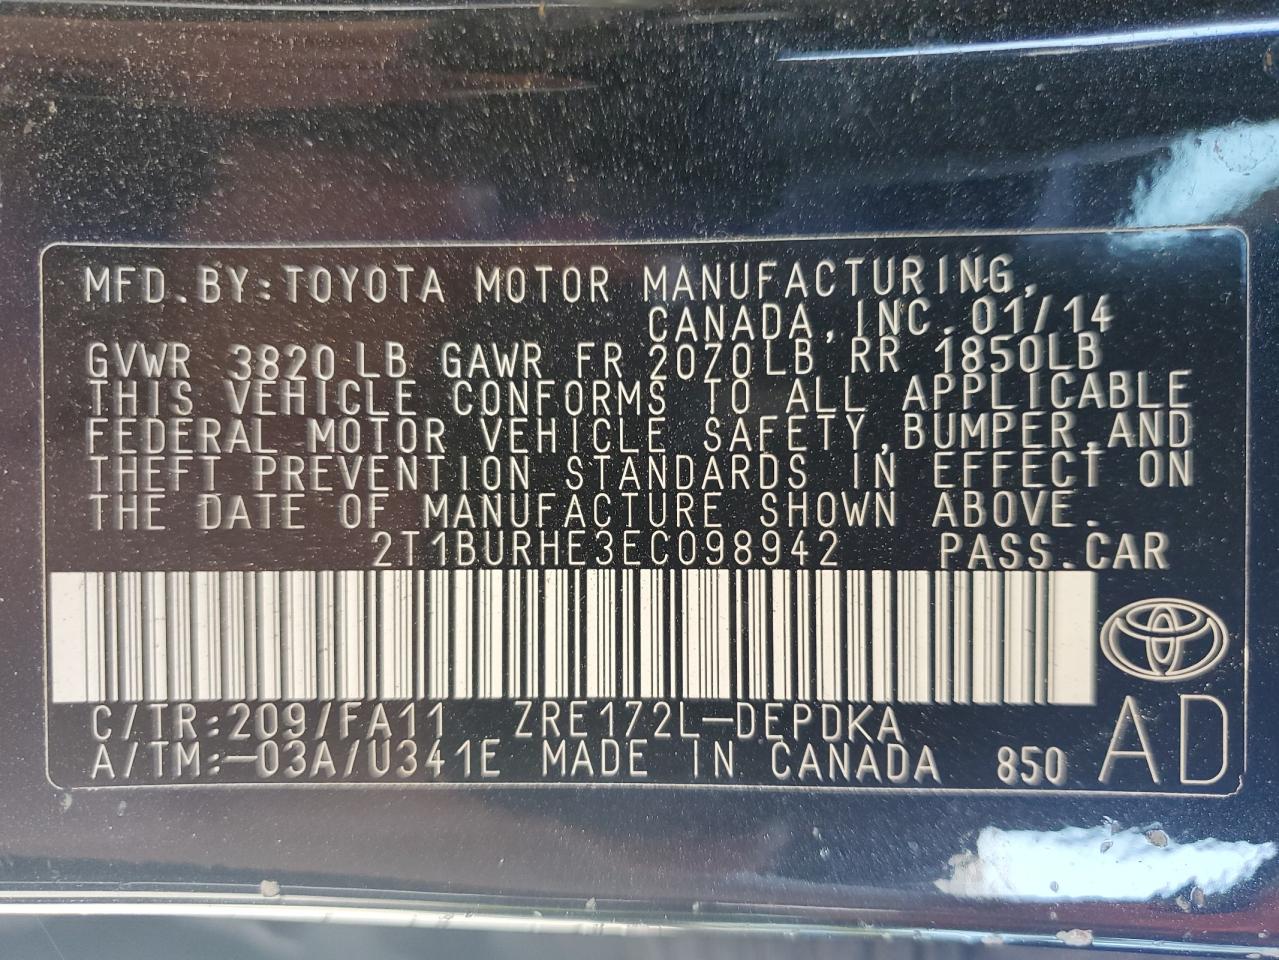 MFD.BY:TOYOTA MOTOR MANUFACTURING,
CANADA,INC. 01/14
GVWR 3820 LB GAWR FR 2070LB RR 1850LB
THIS VEHICLE CONFORMS TO ALL APPLICABLE
FEDERAL MOTOR VEHICLE SAFETY,BUMPER,AND
THEFT PREVENTION STANDARDS IN EFFECT ON
THE DATE OF MANUFACTURE SHOWN ABOVE.
2T1BURHE3EC098942 PASS.CAR
C/TR:209/FA11 ZRE172L-DEPDKA
A/TM:-03A/U341E MADE IN CANADA 850 AD